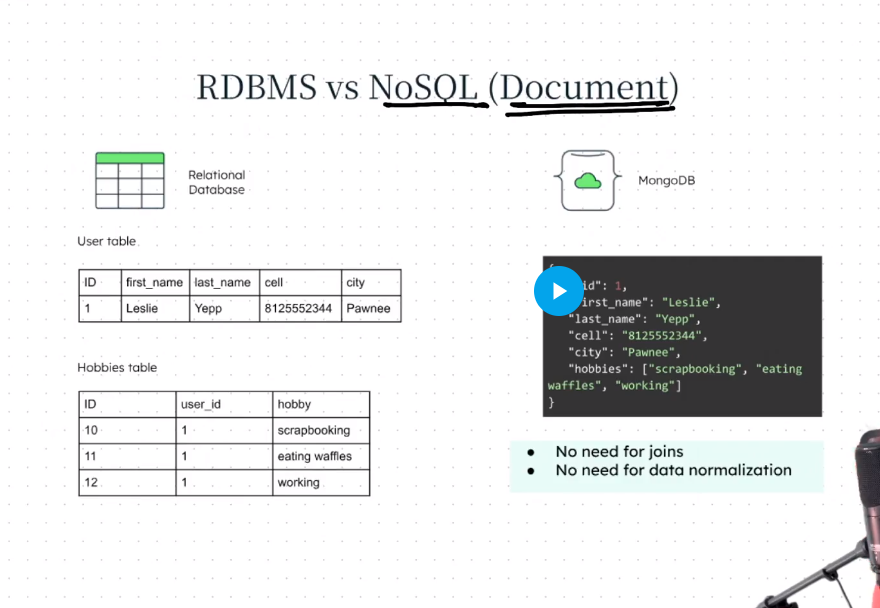 RDBMS vs NoSQL (Document)
Relational
Database
MongoDB
User table
ID first_name last_name cell city
1 Leslie Yepp 8125552344 Pawnee
Hobbies table
ID user_id hobby
10 1 scrapbooking
11 1 eating waffles
12 1 working
{
id": 1,
irst_name": "Leslie",
"last_name": "Yepp",
"cell": "8125552344",
"city": "Pawnee",
"hobbies": ["scrapbooking", "eating
waffles", "working"]
}
• No need for joins
• No need for data normalization